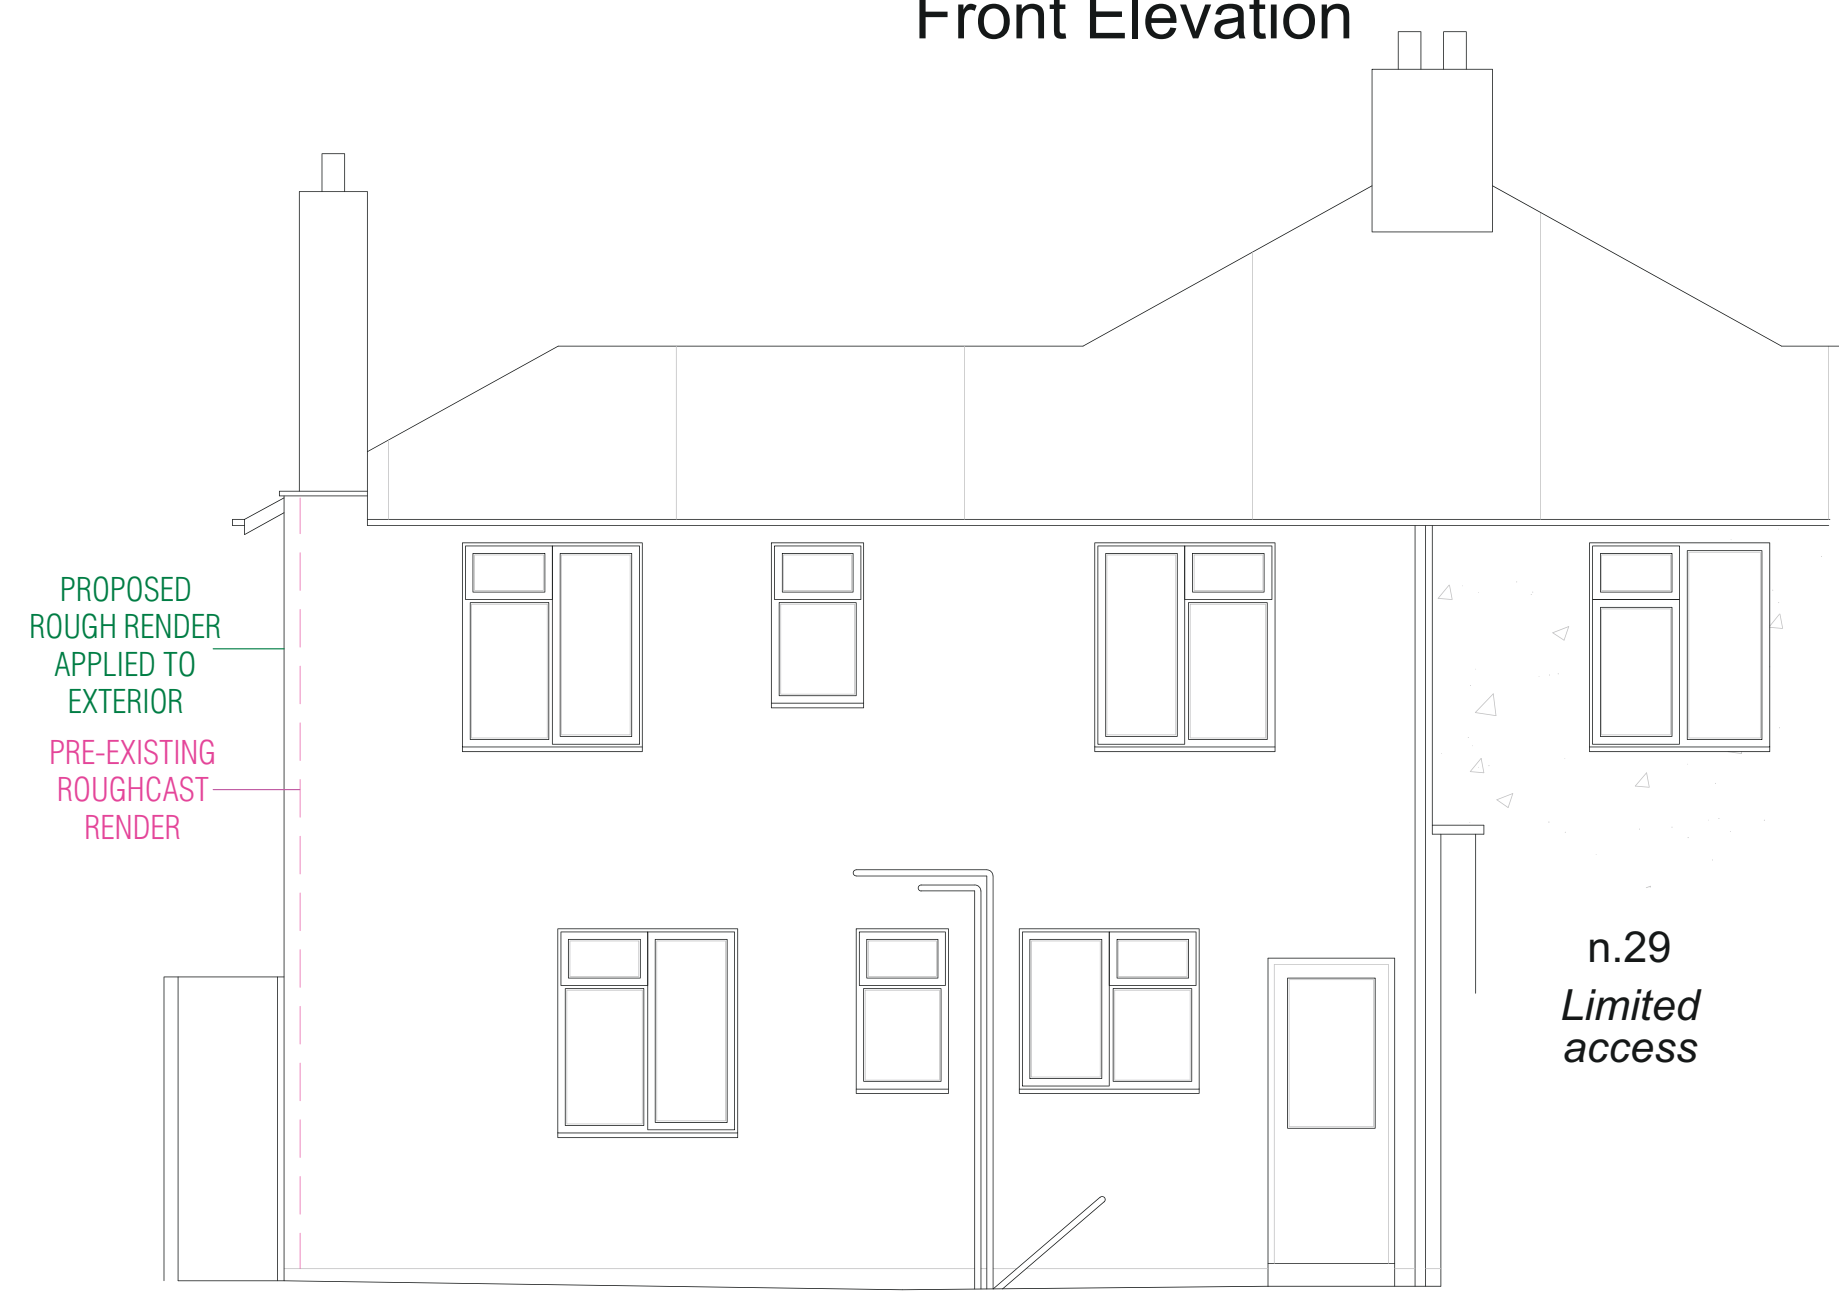 Front Elevation
PROPOSED
ROUGH RENDER
APPLIED TO
EXTERIOR
PRE-EXISTING
ROUGHCAST
RENDER
n.29
Limited
access